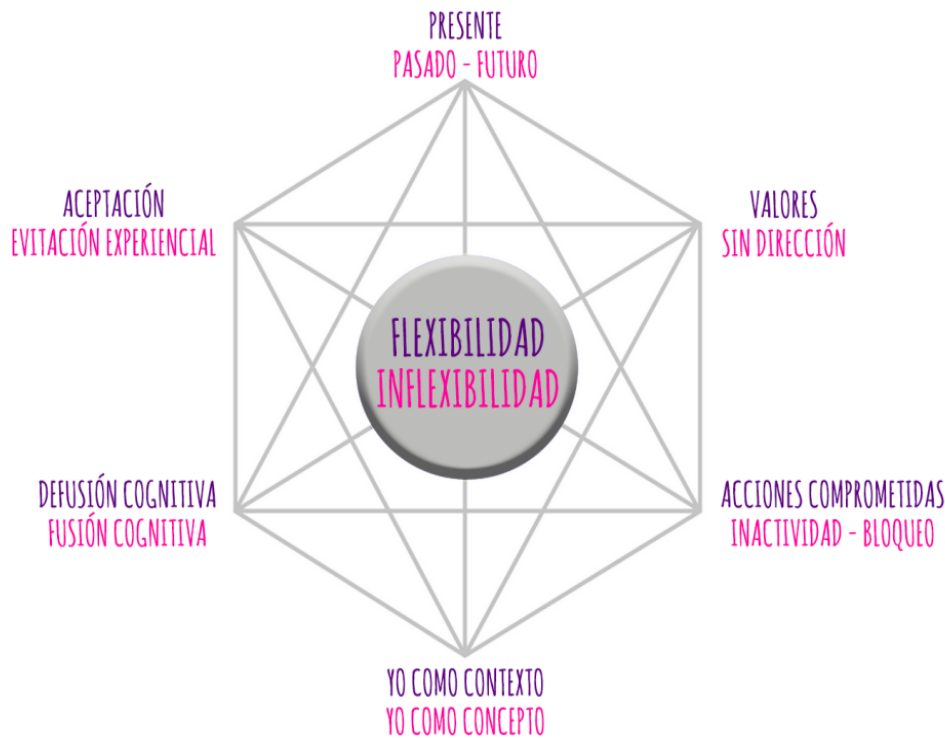 PRESENTE
PASADO - FUTURO
ACEPTACIÓN
EVITACIÓN EXPERIENCIAL
VALORES
SIN DIRECCIÓN
FLEXIBILIDAD
INFLEXIBILIDAD
DEFUSIÓN COGNITIVA
FUSIÓN COGNITIVA
ACCIONES COMPROMETIDAS
INACTIVIDAD - BLOQUEO
YO COMO CONTEXTO
YO COMO CONCEPTO